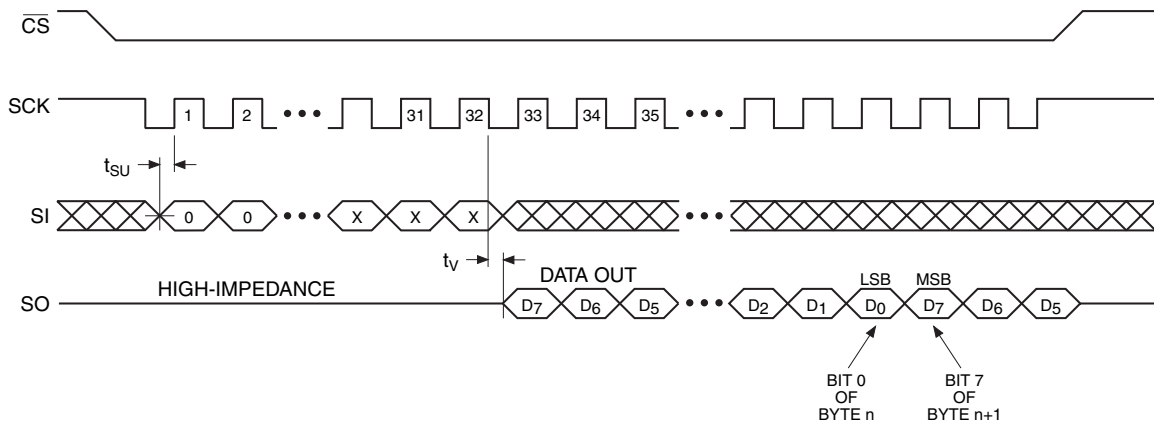 CS
SCK
1 2 ••• 31 32 33 34 35 •••
tSU
SI
0 0 ••• X X X •••
tV
SO
HIGH-IMPEDANCE
DATA OUT
LSB MSB
D7 D6 D5 ••• D2 D1 D0 D7 D6 D5
BIT 0
OF
BYTE n
BIT 7
OF
BYTE n+1